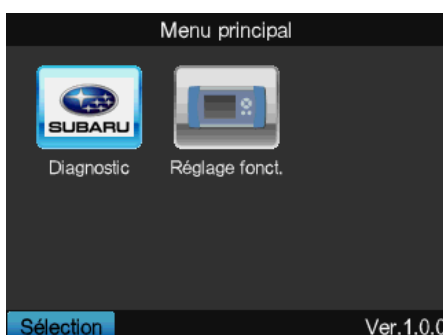 Menu principal
SUBARU
Diagnostic Réglage fonct.
Sélection Ver.1.0.0